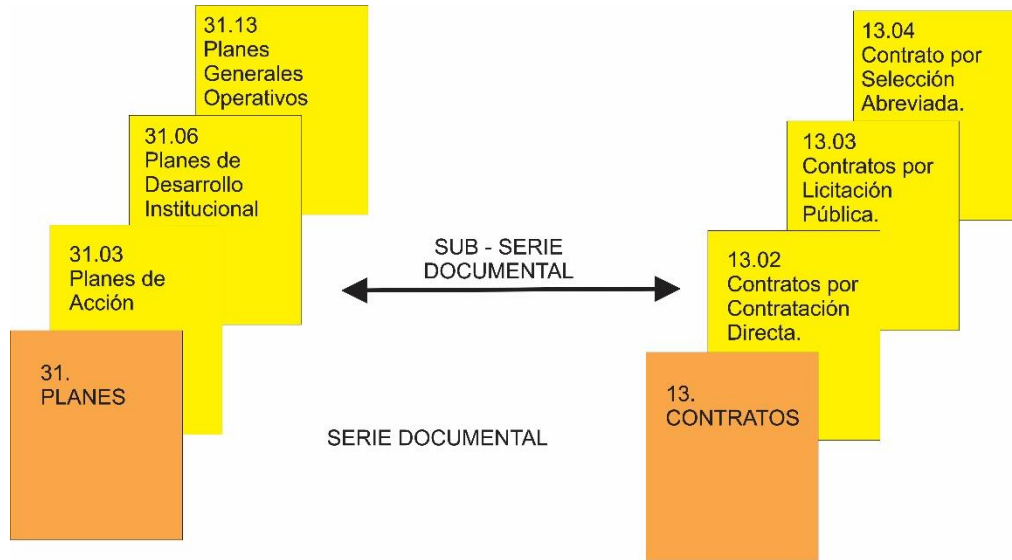 31.13
Planes
Generales
Operativos
31.06
Planes de
Desarrollo
Institucional
31.03
Planes de
Acción
31.
PLANES
SUB - SERIE
DOCUMENTAL
SERIE DOCUMENTAL
13.04
Contrato por
Selección
Abreviada.
13.03
Contratos por
Licitación
Pública.
13.02
Contratos por
Contratación
Directa.
13.
CONTRATOS